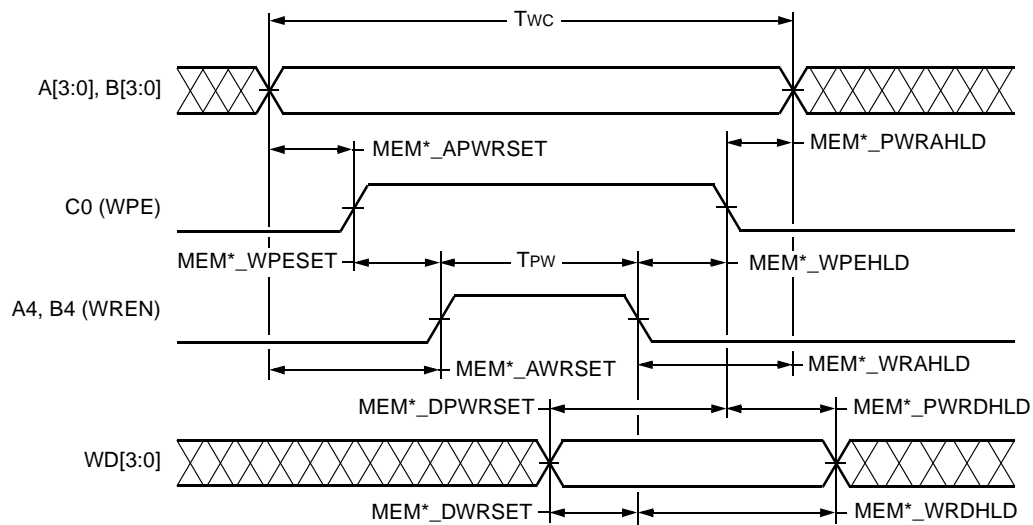 TWC
A[3:0], B[3:0]
MEM*_APWRSET
MEM*_PWRAHLD
C0 (WPE)
MEM*_WPESET
TPW
MEM*_WPEHLD
A4, B4 (WREN)
MEM*_AWRSET
MEM*_WRAHLD
MEM*_DPWRSET
MEM*_PWRDHLD
WD[3:0]
MEM*_DWRSET
MEM*_WRDHLD